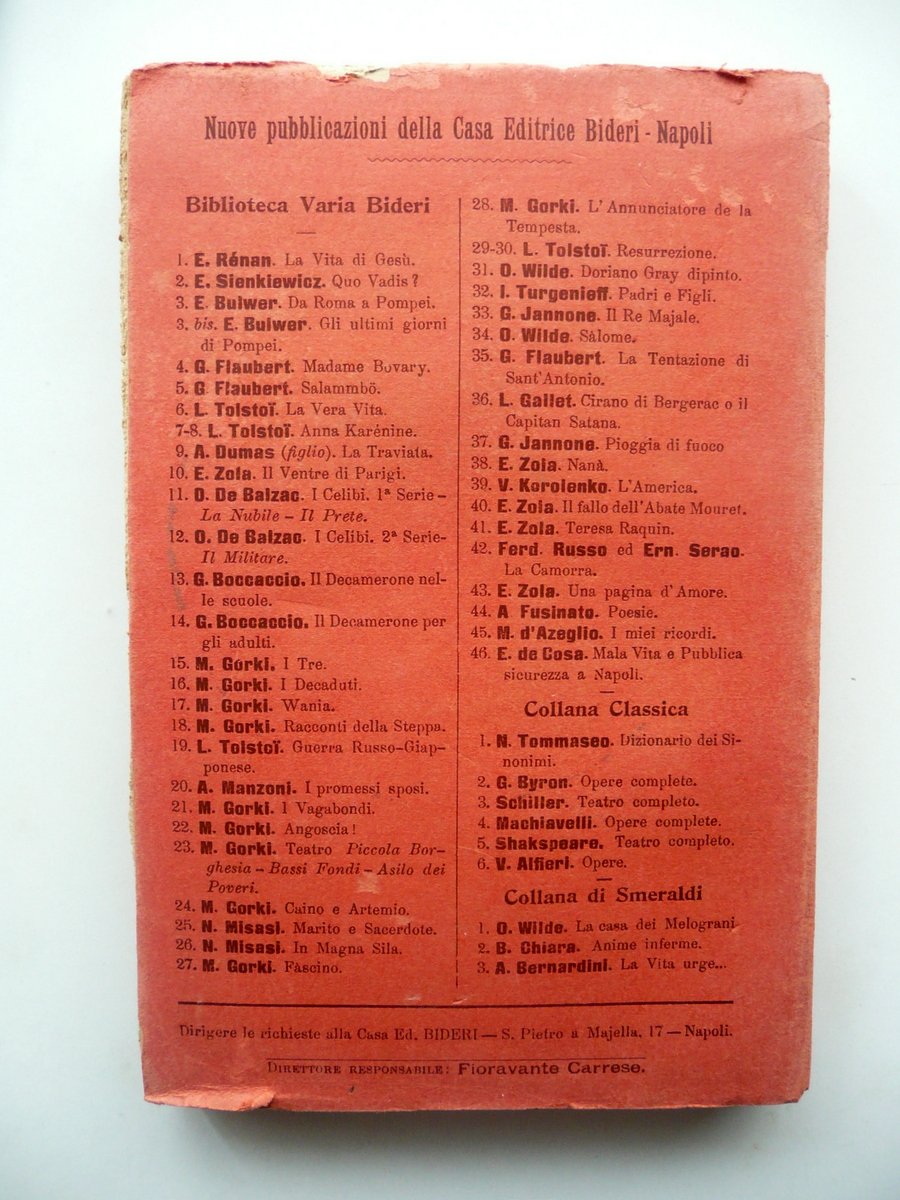 Nuove pubblicazioni della Casa Editrice Bideri - Napoli
Biblioteca Varia Bideri
1. E. Rénan. La Vita di Gesù.
2. E. Sienkiewicz. Quo Vadis?
3. E. Bulwer. Da Roma a Pompei.
3. bis. E. Bulwer. Gli ultimi giorni
di Pompei.
4. G. Flaubert. Madame Bovary.
5. G. Flaubert. Salammbô.
6. L. Tolstoï. La Vera Vita.
7-8. L. Tolstoï. Anna Karénine.
9. A. Dumas (figlio). La Traviata.
10. E. Zola. Il Ventre di Parigi.
11. O. De Balzac. I Celibi. 1ª Serie -
La Nubile - Il Prete.
12. O. De Balzac. I Celibi. 2ª Serie-
Il Militare.
13. G. Boccaccio. Il Decamerone nel-
le scuole.
14. G. Boccaccio. Il Decamerone per
gli adulti.
15. M. Gorki. I Tre.
16. M. Gorki. I Decaduti.
17. M. Gorki. Wania.
18. M. Gorki. Racconti della Steppa.
19. L. Tolstoï. Guerra Russo-Giap-
ponese.
20. A. Manzoni. I promessi sposi.
21. M. Gorki. I Vagabondi.
22. M. Gorki. Angoscia!
23. M. Gorki. Teatro Piccola Bor-
ghesia - Bassi Fondi - Asilo dei
Poveri.
24. M. Gorki. Caino e Artemio.
25. N. Misasi. Marito e Sacerdote.
26. N. Misasi. In Magna Sila.
27. M. Gorki. Fascino.
28. M. Gorki. L'Annunciatore de la
Tempesta.
29-30. L. Tolstoï. Resurrezione.
31. O. Wilde. Doriano Gray dipinto.
32. I. Turgenieff. Padri e Figli.
33. G. Jannone. Il Re Majale.
34. O. Wilde. Sàlome.
35. G. Flaubert. La Tentazione di
Sant'Antonio.
36. L. Gallet. Cirano di Bergerac o il
Capitan Satana.
37. G. Jannone. Pioggia di fuoco
38. E. Zola. Nanà.
39. V. Korolenko. L'America.
40. E. Zola. Il fallo dell'Abate Mouret.
41. E. Zola. Teresa Raquin.
42. Ferd. Russo ed Ern. Serao.
La Camorra.
43. E. Zola. Una pagina d'Amore.
44. A Fusinato. Poesie.
45. M. d'Azeglio. I miei ricordi.
46. E. de Cosa. Mala Vita e Pubblica
sicurezza a Napoli.
Collana Classica
1. N. Tommaseo. Dizionario dei Si-
nonimi.
2. G. Byron. Opere complete.
3. Schiller. Teatro completo.
4. Machiavelli. Opere complete.
5. Shakspeare. Teatro completo.
6. V. Alfieri. Opere.
Collana di Smeraldi
1. O. Wilde. La casa dei Melograni
2. B. Chiara. Anime inferme.
3. A. Bernardini. La Vita urge...
Dirigere le richieste alla Casa Ed. BIDERI — S. Pietro a Majella, 17 — Napoli.
DIRETTORE RESPONSABILE: Fioravante Carrese.